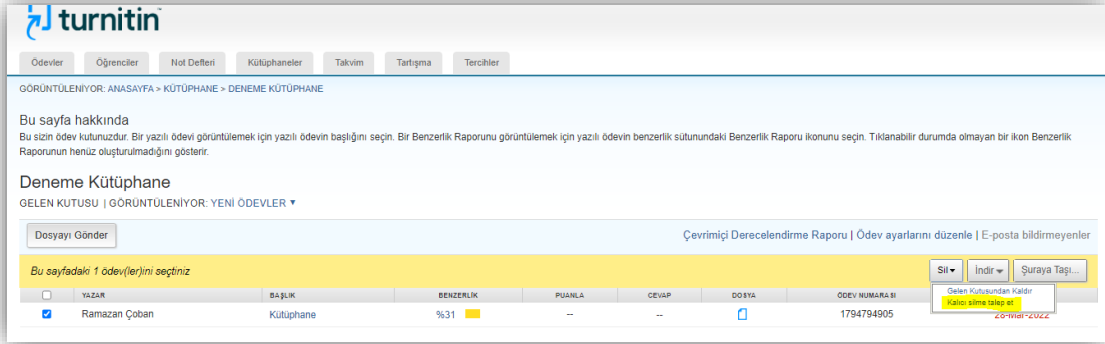 turnitin™
Ödevler Öğrenciler Not Defteri Kütüphaneler Takvim Tartışma Tercihler
GÖRÜNTÜLENİYOR: ANASAYFA > KÜTÜPHANE > DENEME KÜTÜPHANE
Bu sayfa hakkında
Bu sizin ödev kutunuzdur. Bir yazılı ödevi görüntülemek için yazılı ödevin başlığını seçin. Bir Benzerlik Raporunu görüntülemek için yazılı ödevin benzerlik sütunundaki Benzerlik Raporu ikonunu seçin. Tıklanabilir durumda olmayan bir ikon Benzerlik
Raporunun henüz oluşturulmadığını gösterir.
Deneme Kütüphane
GELEN KUTUSU | GÖRÜNTÜLENİYOR: YENİ ÖDEVLER ▼
Dosyayı Gönder Çevrimiçi Derecelendirme Raporu | Ödev ayarlarını düzenle | E-posta bildirmeyenler
Bu sayfadaki 1 ödev(ler)ini seçtiniz Sil İndir Şuraya Taşı...
Gelen Kutusundan Kaldır
Kalıcı silme talep et
YAZAR BAŞLIK BENZERLİK PUANLA CEVAP DOSYA ÖDEV NUMARASI
Ramazan Çoban Kütüphane %31 -- -- 1794794905 28-Mar-2022